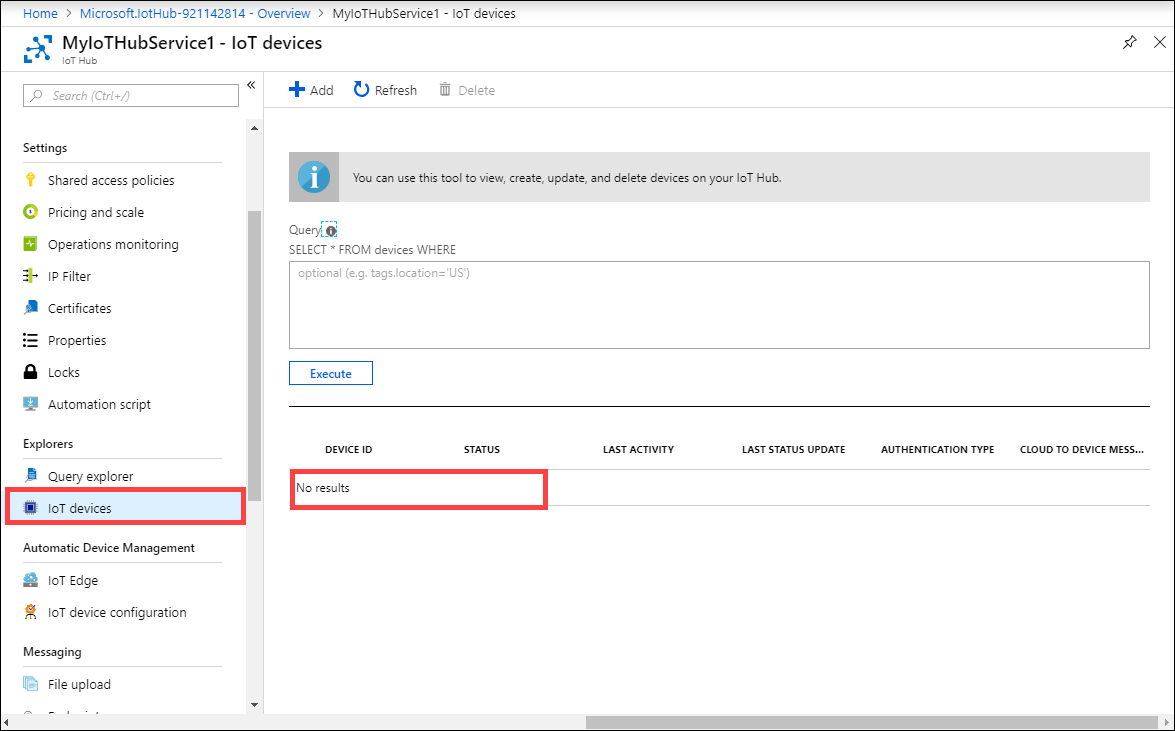 Home > Microsoft.IotHub-921142814 - Overview > MyIoTHubService1 - IoT devices
MyIoTHubService1 - IoT devices
IoT Hub
Search (Ctrl+/)
«
Settings
Shared access policies
Pricing and scale
Operations monitoring
IP Filter
Certificates
Properties
Locks
Automation script
Explorers
Query explorer
IoT devices
Automatic Device Management
IoT Edge
IoT device configuration
Messaging
File upload
Add Refresh Delete
You can use this tool to view, create, update, and delete devices on your IoT Hub.
Query
SELECT * FROM devices WHERE
optional (e.g. tags.location='US')
Execute
DEVICE ID STATUS LAST ACTIVITY LAST STATUS UPDATE AUTHENTICATION TYPE CLOUD TO DEVICE MESS...
No results